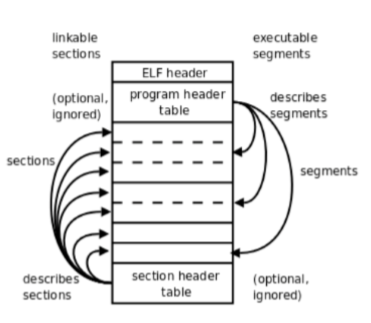 linkable
sections
executable
segments
ELF header
(optional,
ignored)
program header
table
describes
segments
sections
segments
describes
sections
section header
table
(optional,
ignored)